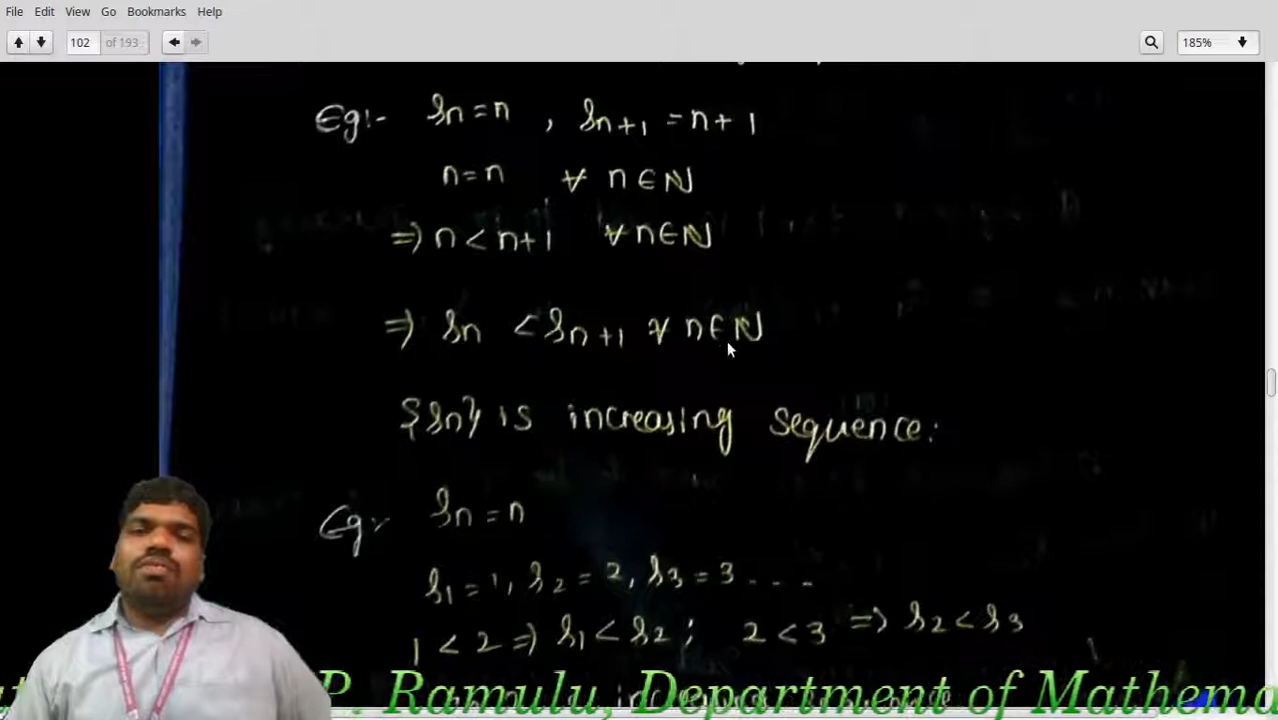 File Edit View Go Bookmarks Help
102 of 193 185%
Eg:- Sn = n , Sn+1 = n+1
n = n ∀ n ∈ N
⇒ n < n+1 ∀ n ∈ N
⇒ Sn < Sn+1 ∀ n ∈ N
{Sn} is increasing sequence.
Eg:- Sn = n
S1 = 1, S2 = 2, S3 = 3 ....
1 < 2 ⇒ S1 < S2 ; 2 < 3 ⇒ S2 < S3
P. Ramulu, Department of Mathema